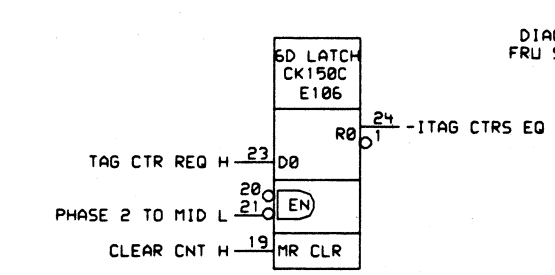 DIA
FRU S
6D LATCH
CK150C
E106
24
R0
1
-ITAG CTRS EQ
TAG CTR REQ H
23
D0
20
21
EN
PHASE 2 TO MID L
CLEAR CNT H
19
MR CLR